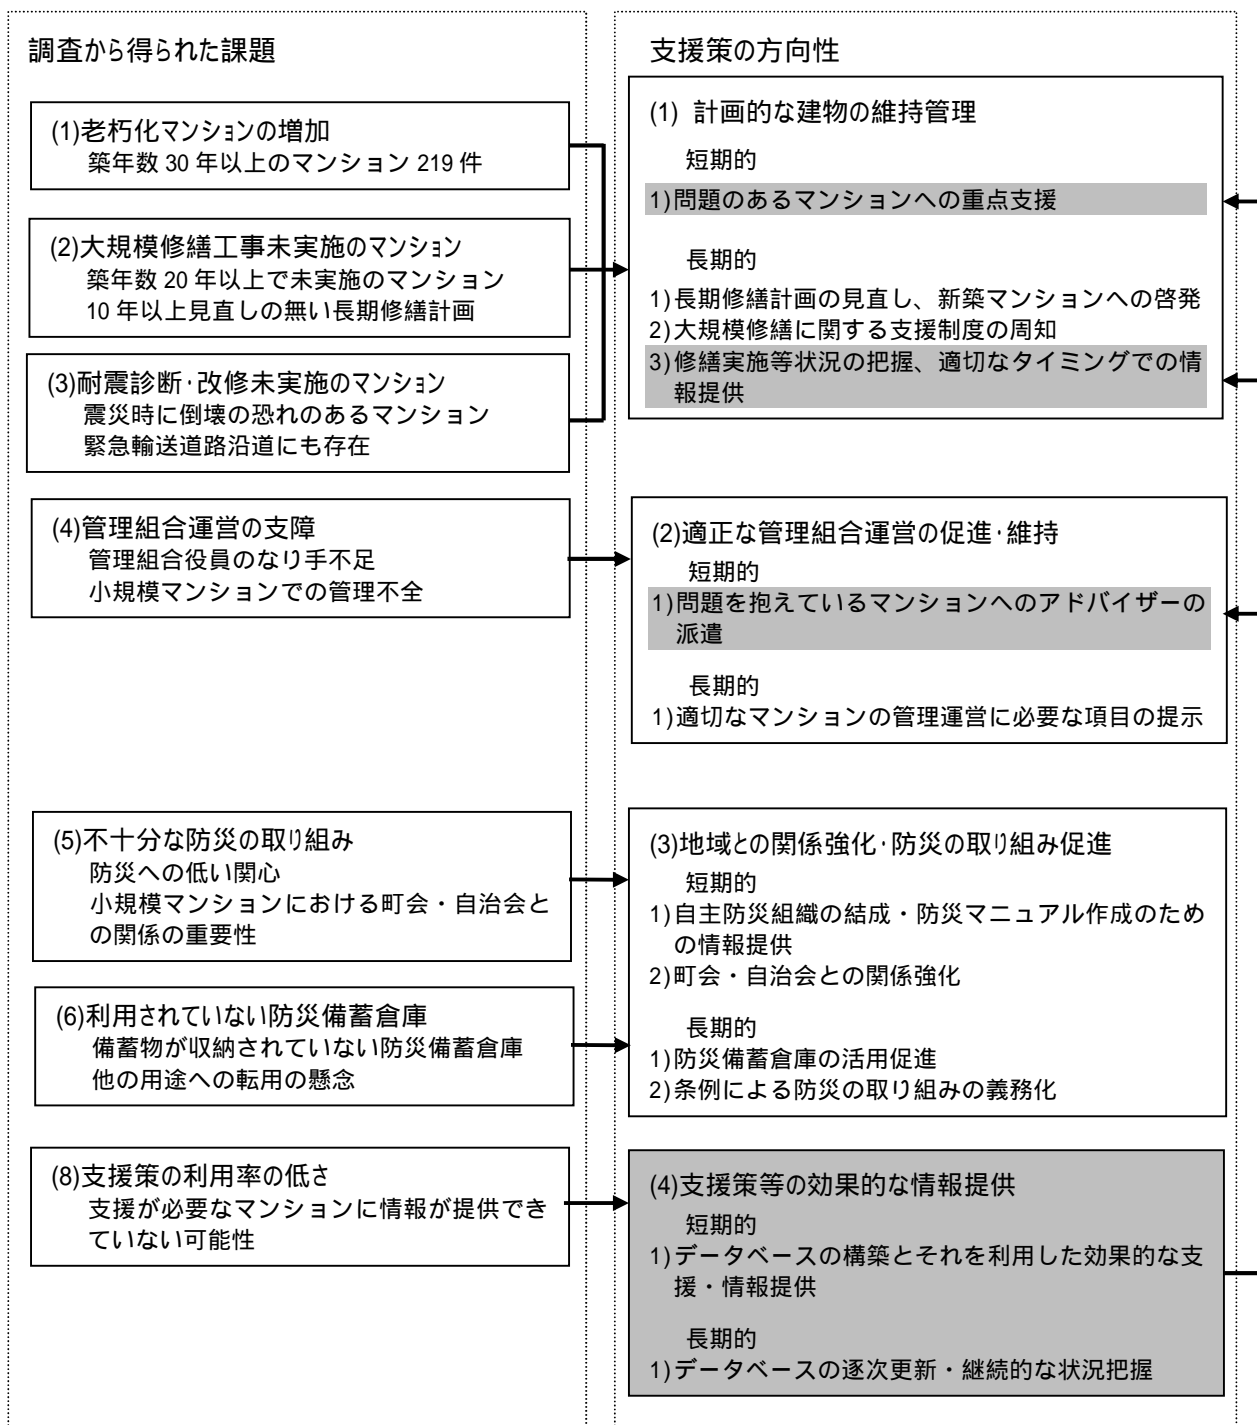 調査から得られた課題
(1)老朽化マンションの増加
築年数 30 年以上のマンション 219 件
(2)大規模修繕工事未実施のマンション
築年数 20 年以上で未実施のマンション
10 年以上見直しの無い長期修繕計画
(3)耐震診断・改修未実施のマンション
震災時に倒壊の恐れのあるマンション
緊急輸送道路沿道にも存在
(4)管理組合運営の支障
管理組合役員のなり手不足
小規模マンションでの管理不全
(5)不十分な防災の取り組み
防災への低い関心
小規模マンションにおける町会・自治会と
の関係の重要性
(6)利用されていない防災備蓄倉庫
備蓄物が収納されていない防災備蓄倉庫
他の用途への転用の懸念
(8)支援策の利用率の低さ
支援が必要なマンションに情報が提供でき
ていない可能性
支援策の方向性
(1) 計画的な建物の維持管理
短期的
1)問題のあるマンションへの重点支援
長期的
1)長期修繕計画の見直し、新築マンションへの啓発
2)大規模修繕に関する支援制度の周知
3)修繕実施等状況の把握、適切なタイミングでの情
報提供
(2)適正な管理組合運営の促進・維持
短期的
1)問題を抱えているマンションへのアドバイザーの
派遣
長期的
1)適切なマンションの管理運営に必要な項目の提示
(3)地域との関係強化・防災の取り組み促進
短期的
1)自主防災組織の結成・防災マニュアル作成のため
の情報提供
2)町会・自治会との関係強化
長期的
1)防災備蓄倉庫の活用促進
2)条例による防災の取り組みの義務化
(4)支援策等の効果的な情報提供
短期的
1)データベースの構築とそれを利用した効果的な支
援・情報提供
長期的
1)データベースの逐次更新・継続的な状況把握